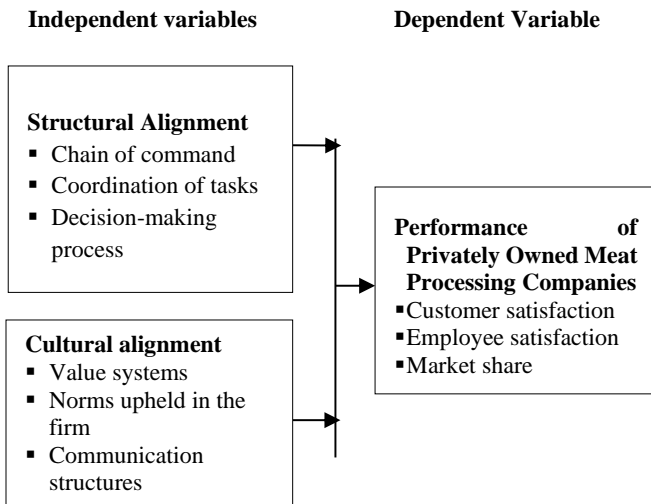 Independent variables
Dependent Variable
Structural Alignment
▪ Chain of command
▪ Coordination of tasks
▪ Decision-making
process
Cultural alignment
▪ Value systems
▪ Norms upheld in the
firm
▪ Communication
structures
Performance of
Privately Owned Meat
Processing Companies
▪Customer satisfaction
▪Employee satisfaction
▪Market share